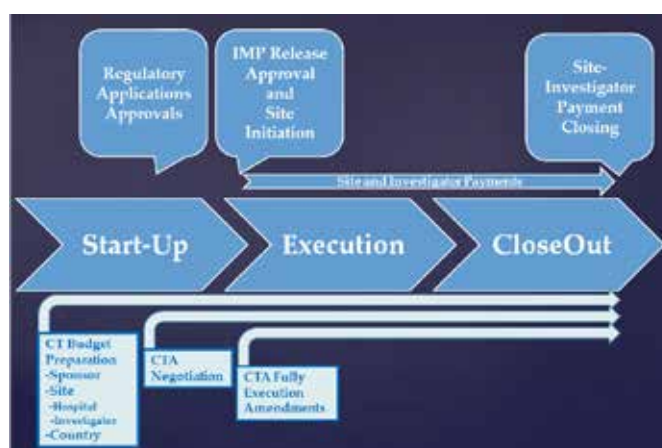 Regulatory
Applications
Approvals
IMP Release
Approval
and
Site
Initiation
Site-
Investigator
Payment
Closing
Site and Investigator Payments
Start-Up
Execution
CloseOut
CT Budget
Preparation
-Sponsor
-Site
-Hospital
-Investigator
-Country
CTA
Negotiation
CTA Fully
Execution
Amendments